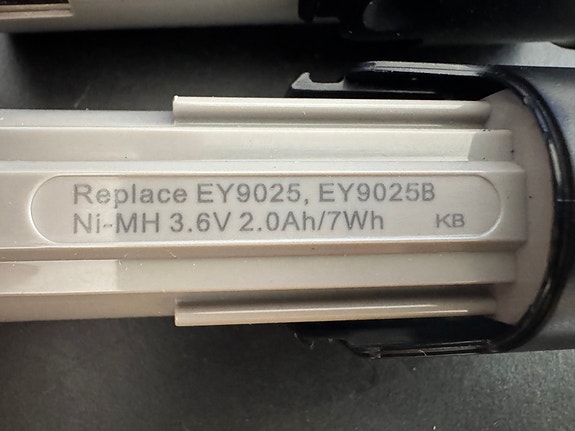 Replace EY9025, EY9025B
Ni-MH 3.6V 2.0Ah/7Wh KB